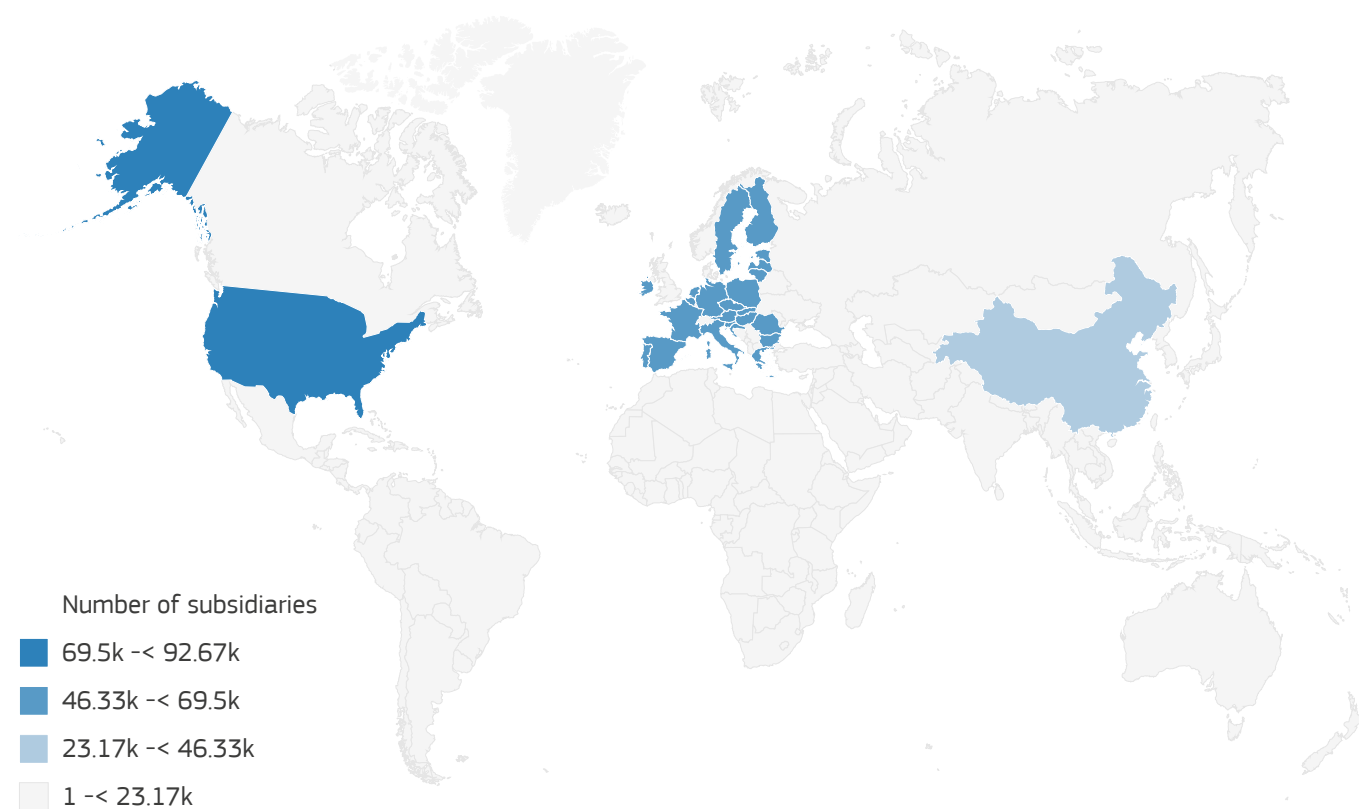 Number of subsidiaries
69.5k -< 92.67k
46.33k -< 69.5k
23.17k -< 46.33k
1 -< 23.17k